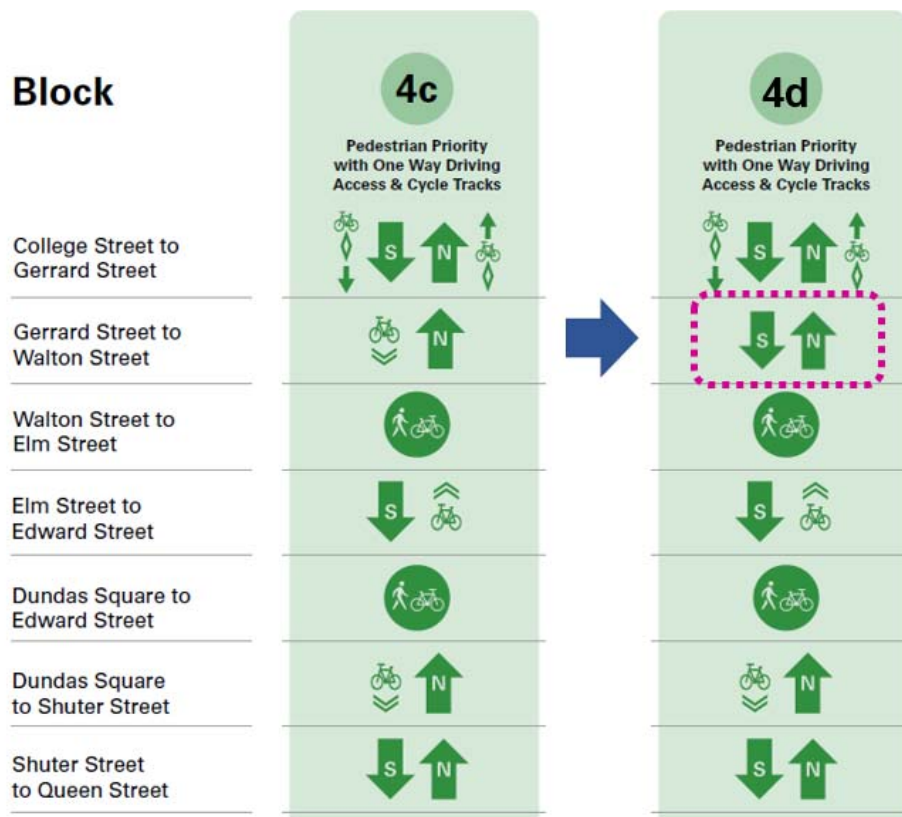 Block
4c
4d
Pedestrian Priority
with One Way Driving
Access & Cycle Tracks
Pedestrian Priority
with One Way Driving
Access & Cycle Tracks
College Street to
Gerrard Street
S N
S N
Gerrard Street to
Walton Street
N
S N
Walton Street to
Elm Street
Elm Street to
Edward Street
S
S
Dundas Square to
Edward Street
Dundas Square
to Shuter Street
N
N
Shuter Street
to Queen Street
S N
S N